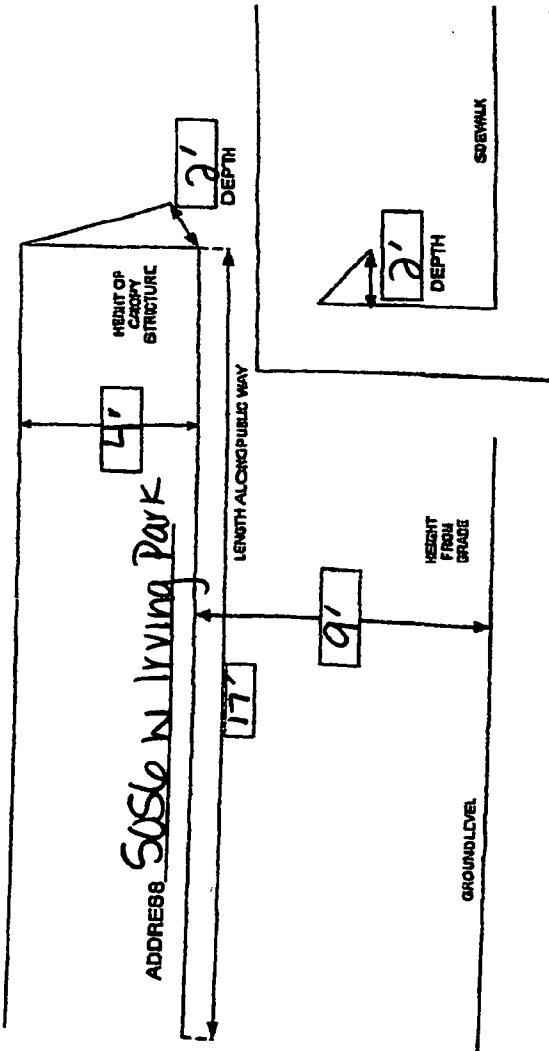 ADDRESS 5056 W Irving Park
4'
HEIGHT OF
CANOPY
STRUCTURE
2'
DEPTH
17'
LENGTH ALONG PUBLIC WAY
9'
HEIGHT
FROM
GRADE
GROUND LEVEL
2'
DEPTH
SIDEWALK